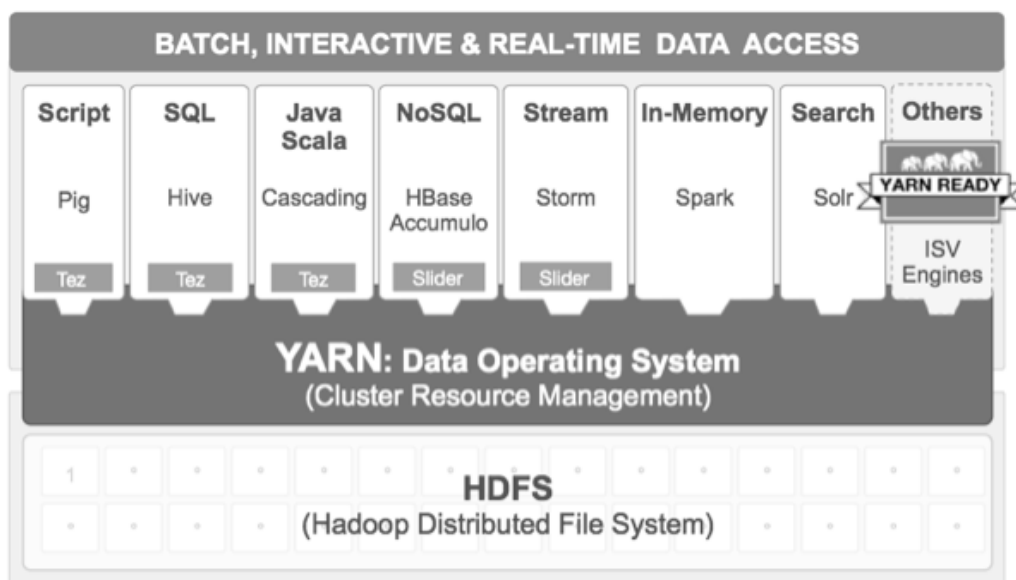 BATCH, INTERACTIVE & REAL-TIME DATA ACCESS
Script
Pig
Tez
SQL
Hive
Tez
Java
Scala
Cascading
Tez
NoSQL
HBase
Accumulo
Slider
Stream
Storm
Slider
In-Memory
Spark
Search
Solr
Others
YARN READY
ISV
Engines
YARN: Data Operating System
(Cluster Resource Management)
1
HDFS
(Hadoop Distributed File System)